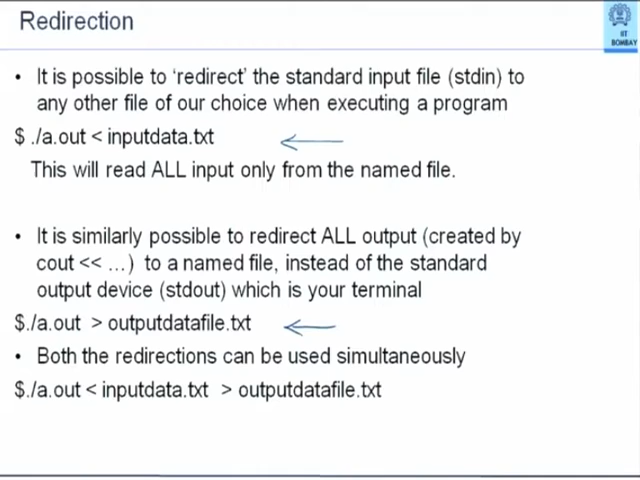 Redirection
IIT
BOMBAY
• It is possible to 'redirect' the standard input file (stdin) to
any other file of our choice when executing a program
$ ./a.out < inputdata.txt
This will read ALL input only from the named file.
• It is similarly possible to redirect ALL output (created by
cout << ...) to a named file, instead of the standard
output device (stdout) which is your terminal
$./a.out > outputdatafile.txt
• Both the redirections can be used simultaneously
$./a.out < inputdata.txt > outputdatafile.txt